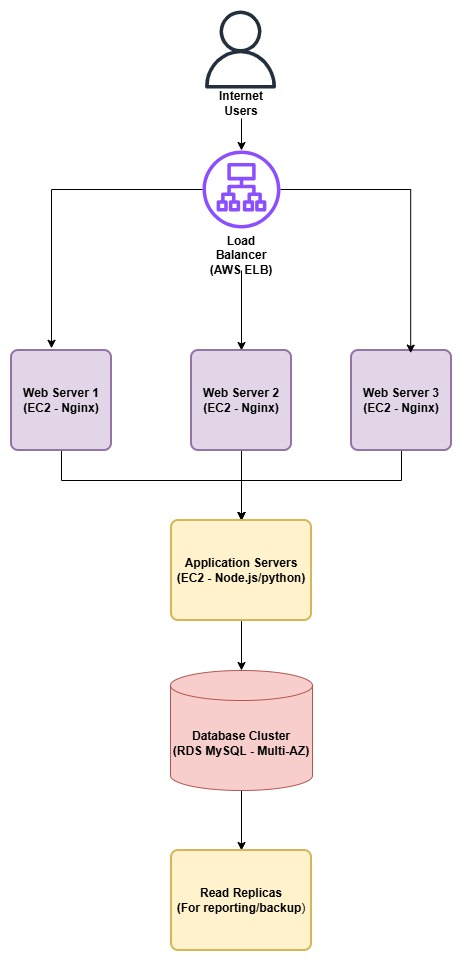 Internet
Users
Load
Balancer
(AWS ELB)
Web Server 1
(EC2 - Nginx)
Web Server 2
(EC2 - Nginx)
Web Server 3
(EC2 - Nginx)
Application Servers
(EC2 - Node.js/python)
Database Cluster
(RDS MySQL - Multi-AZ)
Read Replicas
(For reporting/backup)